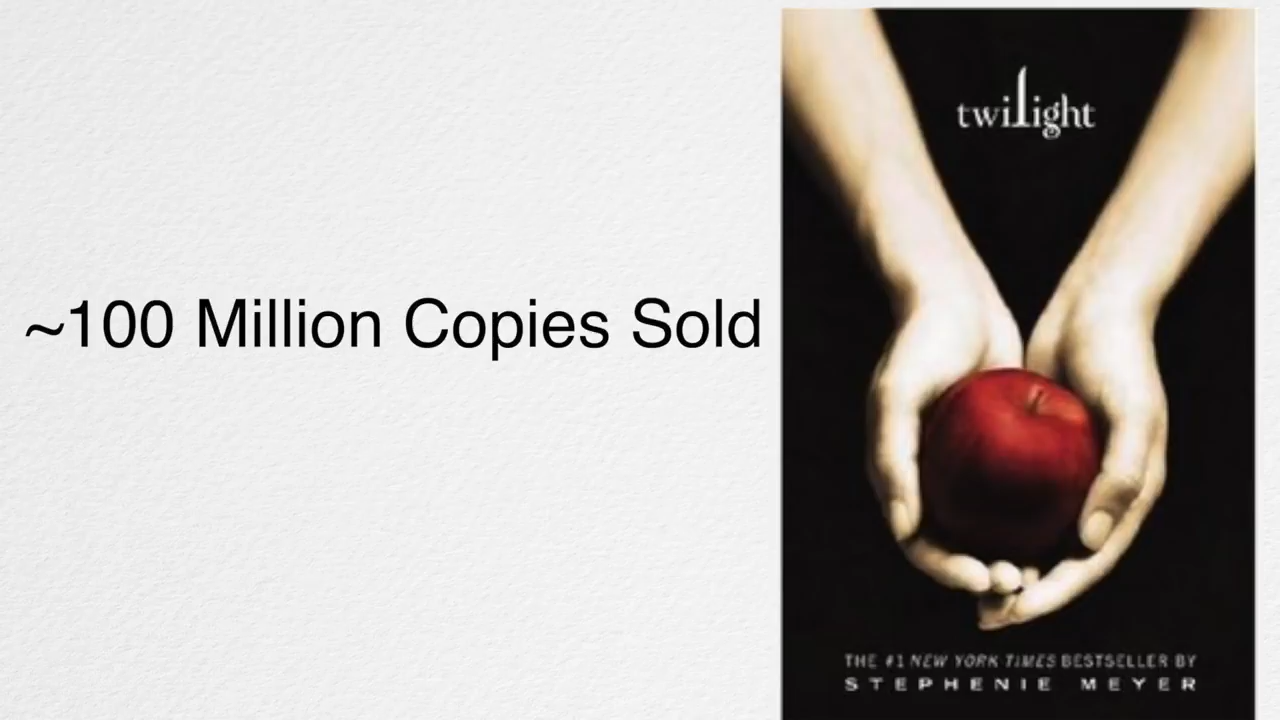 ~100 Million Copies Sold
twilight
THE #1 NEW YORK TIMES BESTSELLER BY
STEPHENIE MEYER